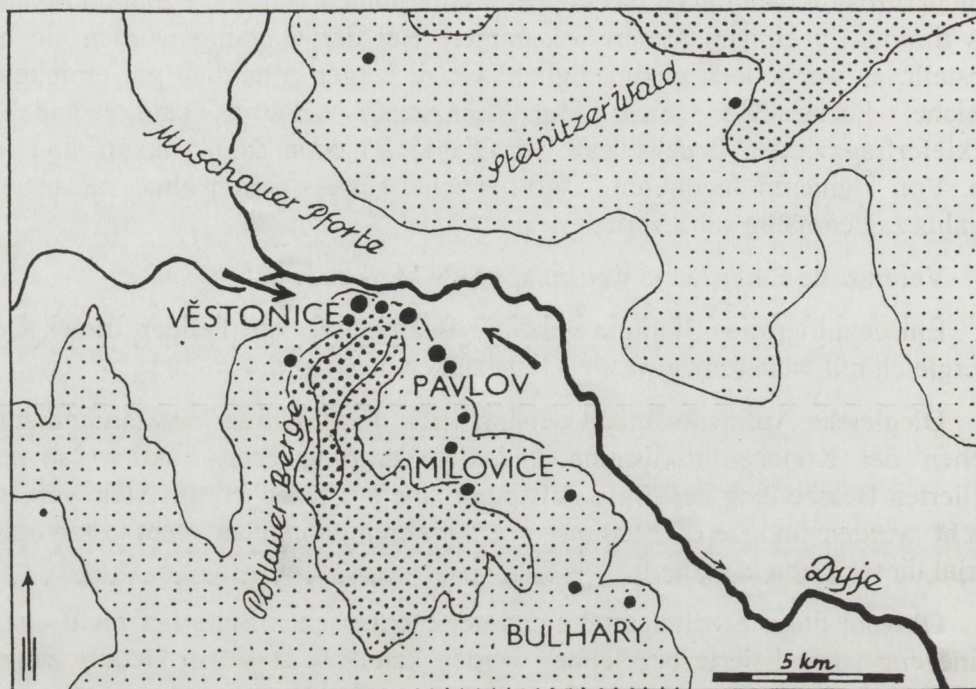 Steinitzer Wald
Muschauer Pforte
VĚSTONICE
PAVLOV
MILOVICE
Pollauer Berge
Dyje
BULHARY
5 km